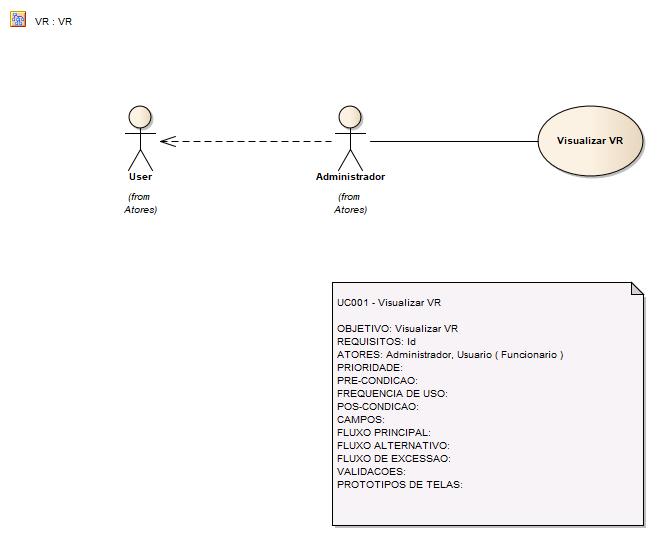 VR : VR
User
(from
Atores)
Administrador
(from
Atores)
Visualizar VR
UC001 - Visualizar VR
OBJETIVO: Visualizar VR
REQUISITOS: Id
ATORES: Administrador, Usuario ( Funcionario )
PRIORIDADE:
PRE-CONDICAO:
FREQUENCIA DE USO:
POS-CONDICAO:
CAMPOS:
FLUXO PRINCIPAL:
FLUXO ALTERNATIVO:
FLUXO DE EXCESSAO:
VALIDACOES:
PROTOTIPOS DE TELAS: